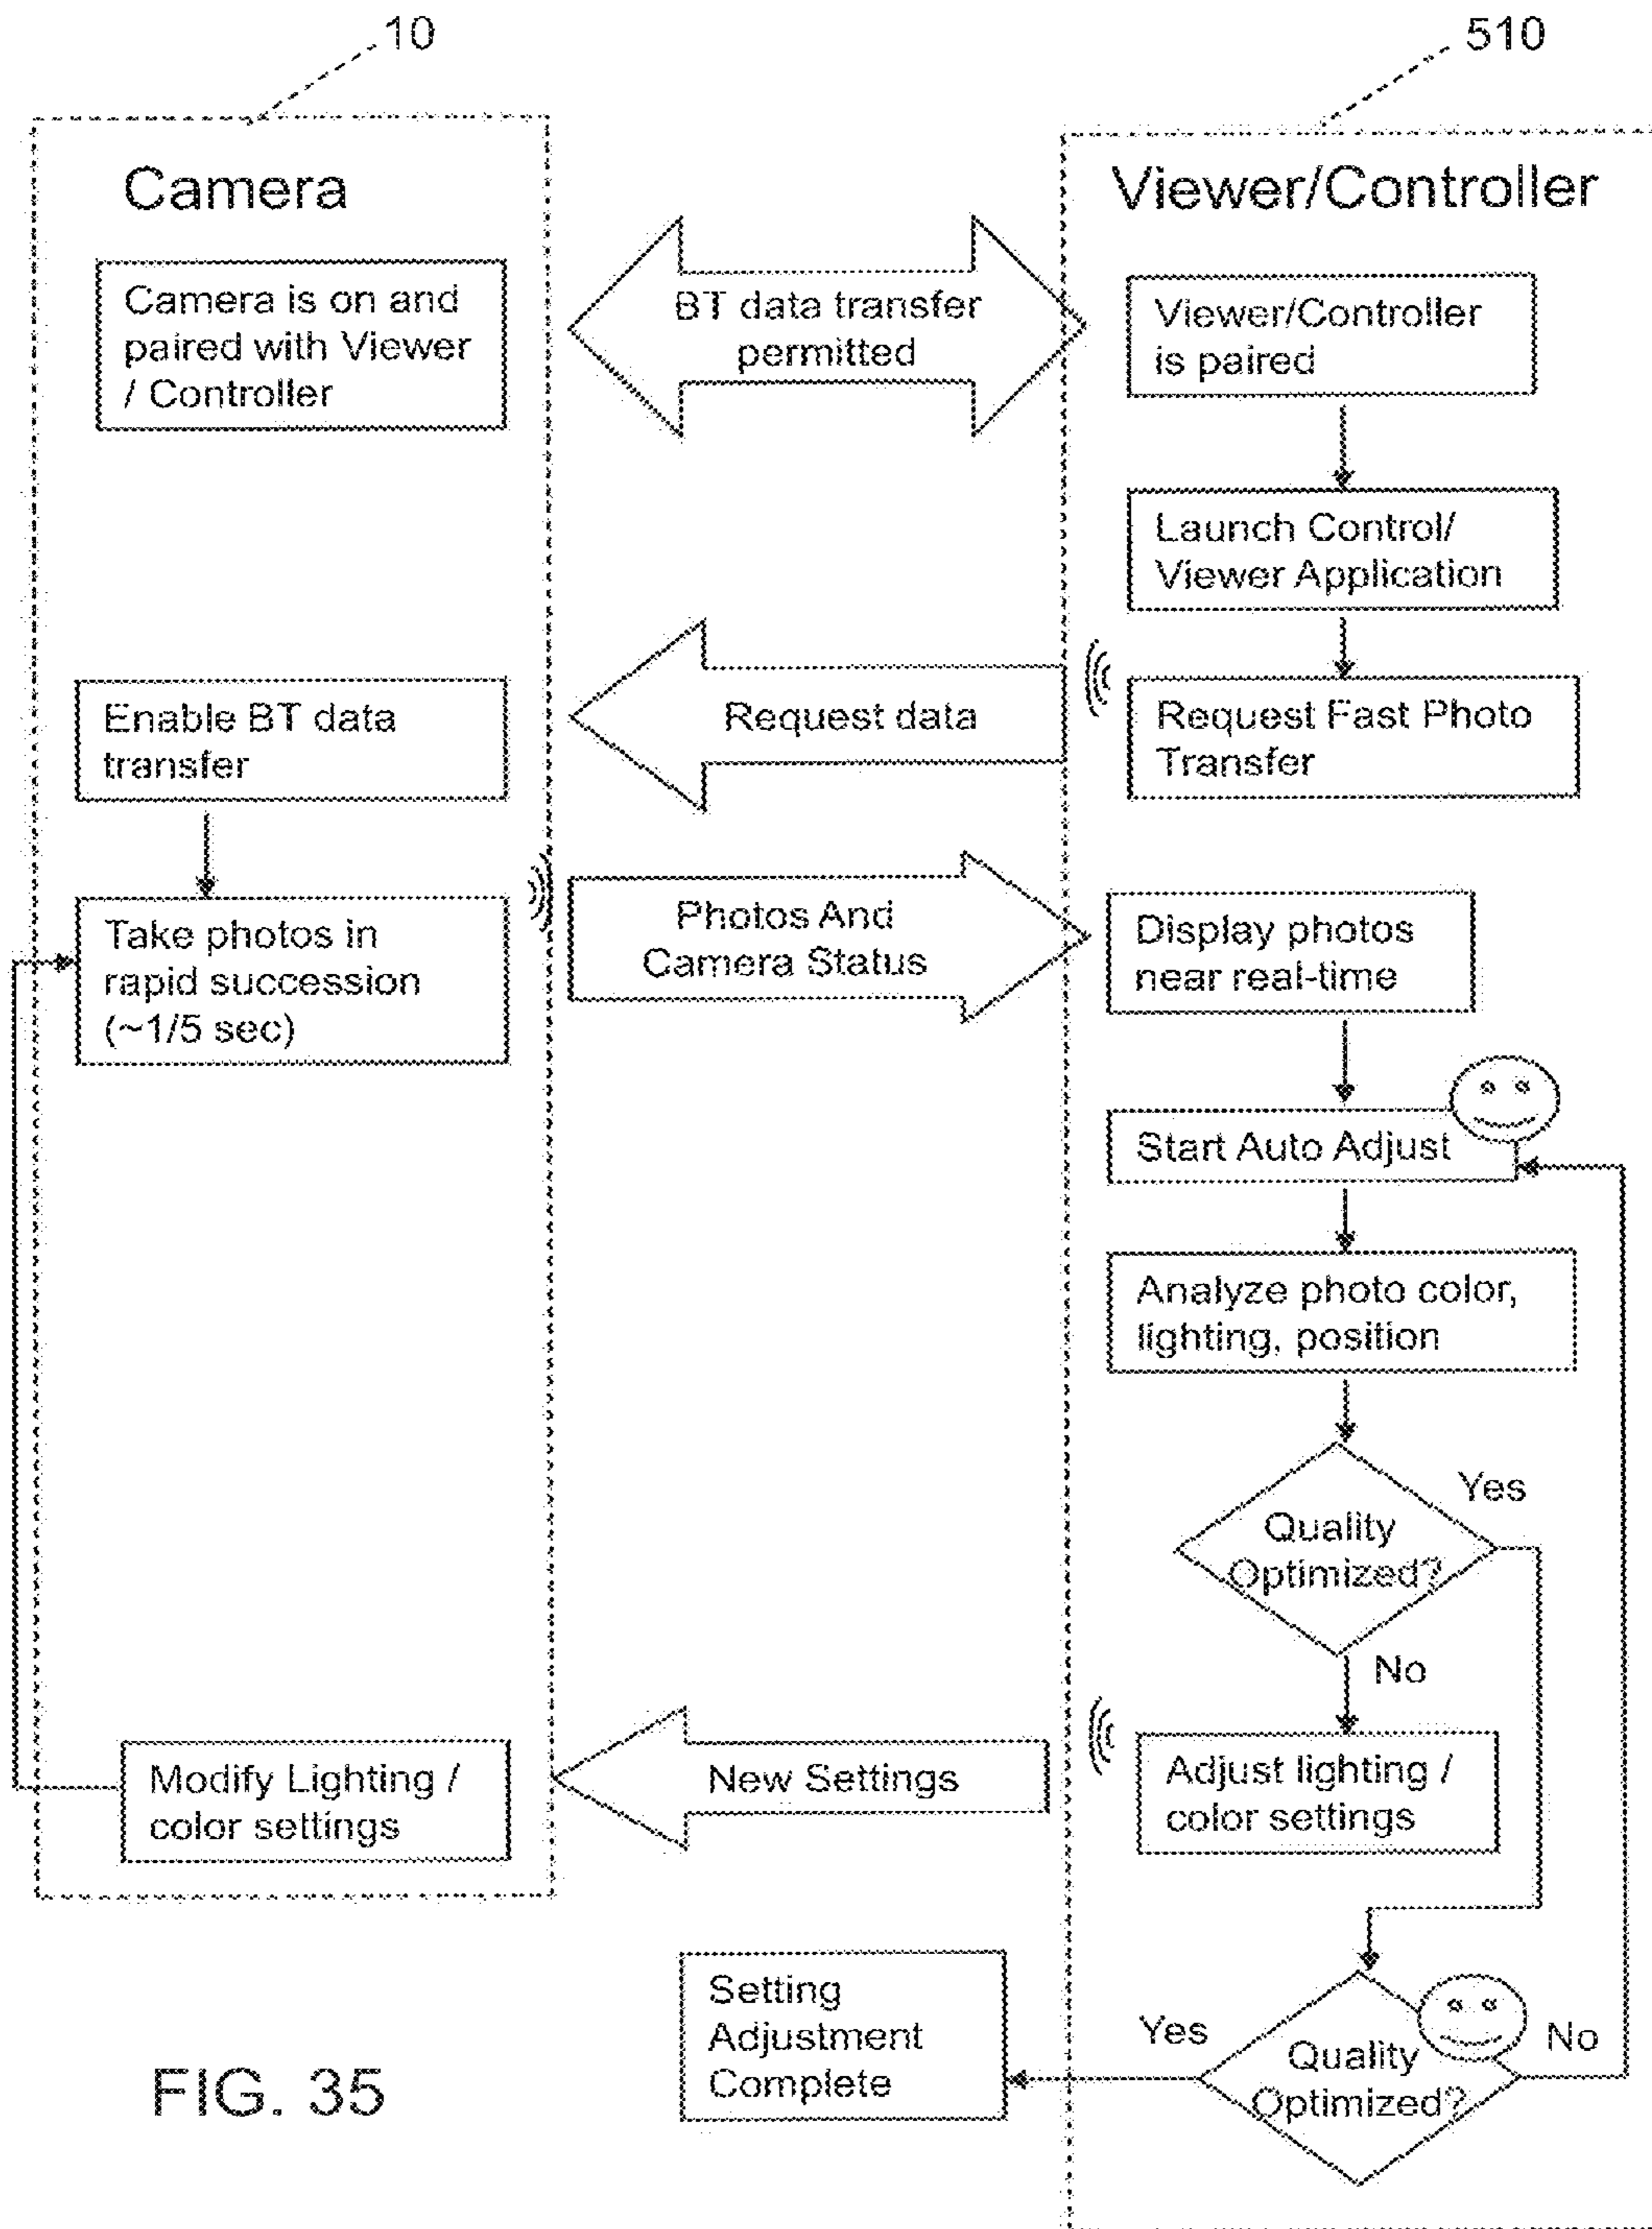 10
510
Camera
Viewer/Controller
Camera is on and
paired with Viewer
/ Controller
BT data transfer
permitted
Viewer/Controller
is paired
Launch Control/
Viewer Application
Enable BT data
transfer
Request data
Request Fast Photo
Transfer
Take photos in
rapid succession
(~1/5 sec)
Photos And
Camera Status
Display photos
near real-time
Start Auto Adjust
Analyze photo color,
lighting, position
Quality
Optimized?
Yes
No
Modify Lighting /
color settings
New Settings
Adjust lighting /
color settings
Setting
Adjustment
Complete
Yes
Quality
Optimized?
No
FIG. 35